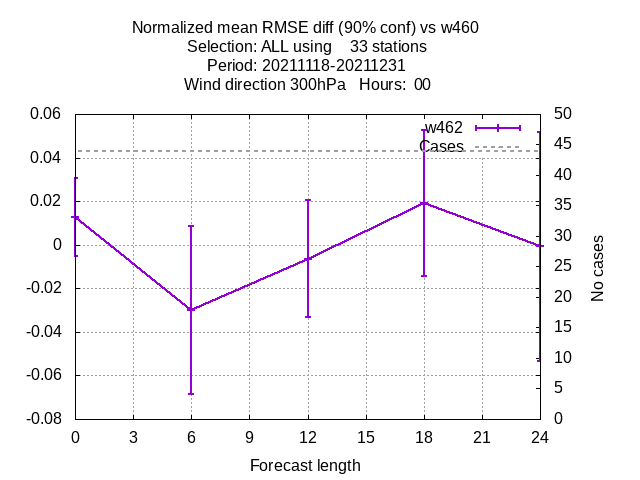 Normalized mean RMSE diff (90% conf) vs w460
Selection: ALL using    33 stations
Period: 20211118-20211231
Wind direction 300hPa   Hours:  00
w462
Cases
0.06
0.04
0.02
0
-0.02
-0.04
-0.06
-0.08
50
45
40
35
30
25
20
15
10
5
0
No cases
0 3 6 9 12 15 18 21 24
Forecast length